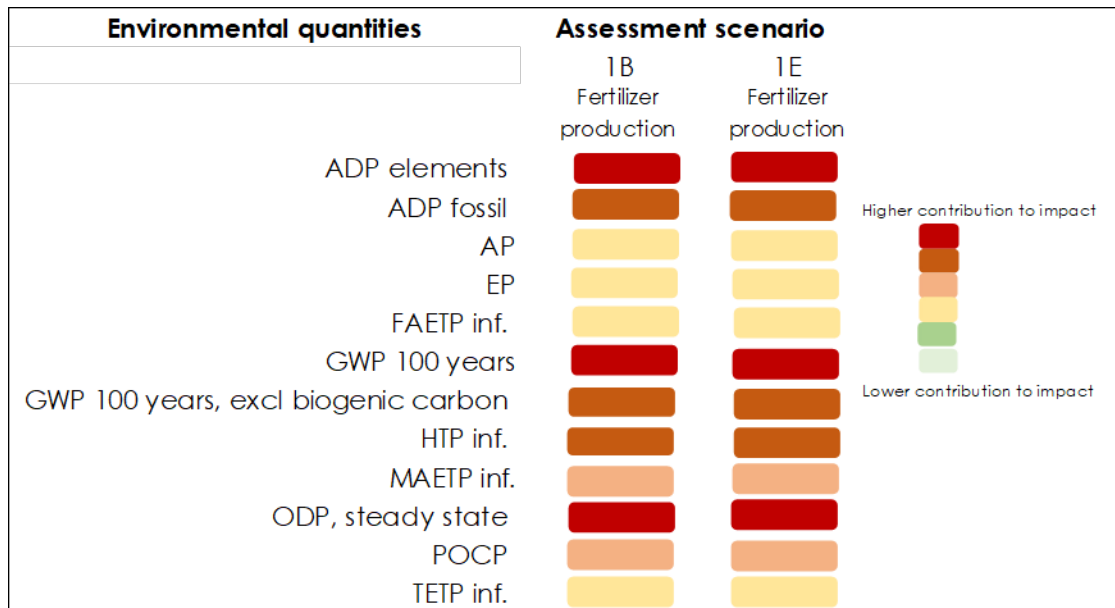 Environmental quantities
Assessment scenario
1B
1E
Fertilizer
production
Fertilizer
production
ADP elements
ADP fossil
AP
EP
FAETP inf.
GWP 100 years
GWP 100 years, excl biogenic carbon
HTP inf.
MAETP inf.
ODP, steady state
POCP
TETP inf.
Higher contribution to impact
Lower contribution to impact